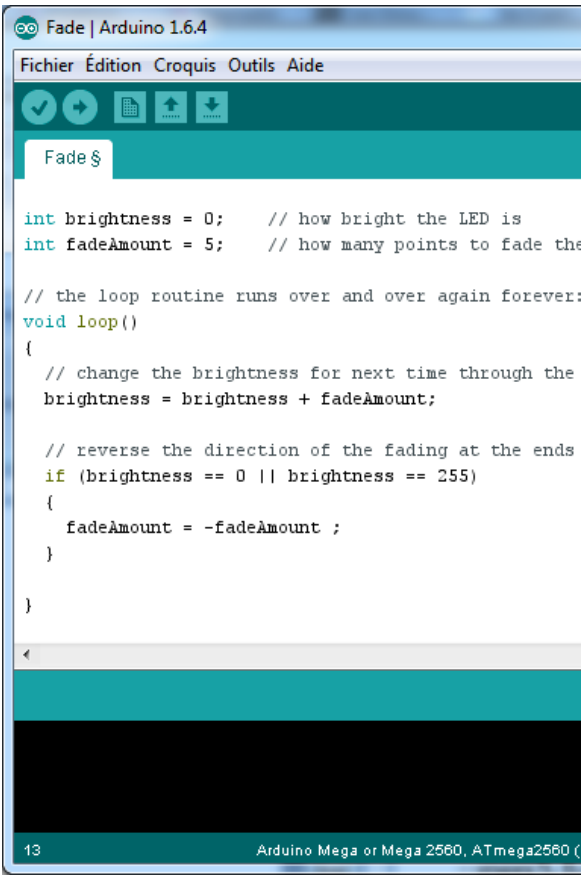 Fade | Arduino 1.6.4
Fichier Édition Croquis Outils Aide
Fade §
int brightness = 0;    // how bright the LED is
int fadeAmount = 5;    // how many points to fade the
// the loop routine runs over and over again forever:
void loop()
{
  // change the brightness for next time through the
  brightness = brightness + fadeAmount;
  // reverse the direction of the fading at the ends
  if (brightness == 0 || brightness == 255)
  {
    fadeAmount = -fadeAmount ;
  }
}
13 Arduino Mega or Mega 2560, ATmega2560 (